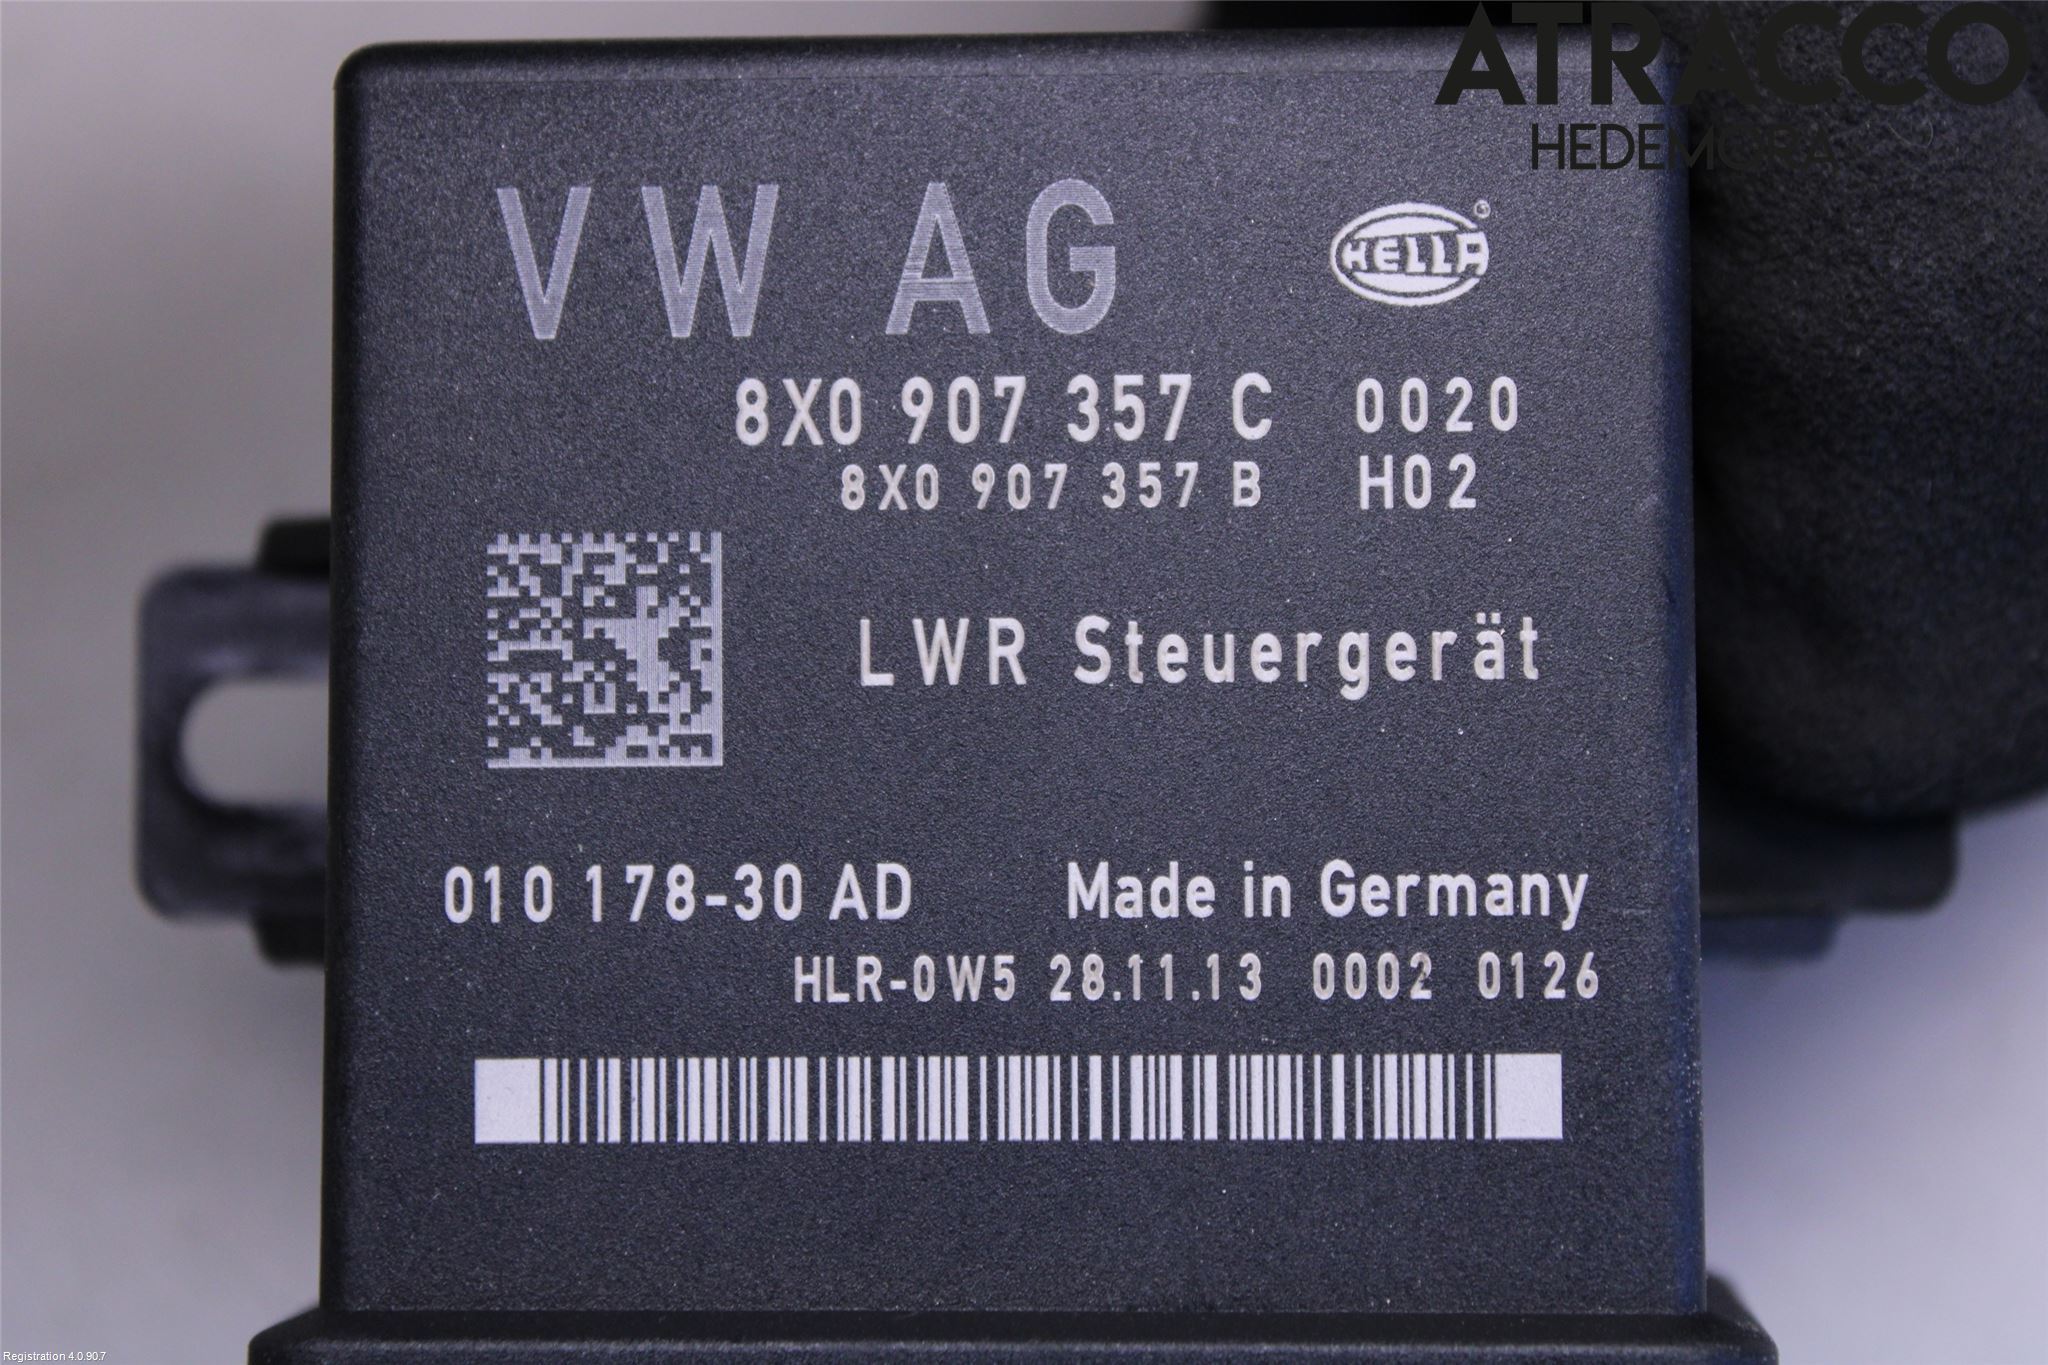 ATRACCO
HEDEMORA
VW AG HELLA®
8X0 907 357 C 0020
8X0 907 357 B H02
LWR Steuergerät
010 178-30 AD Made in Germany
HLR-0W5 28.11.13 0002 0126
Registration 4.0.90.7